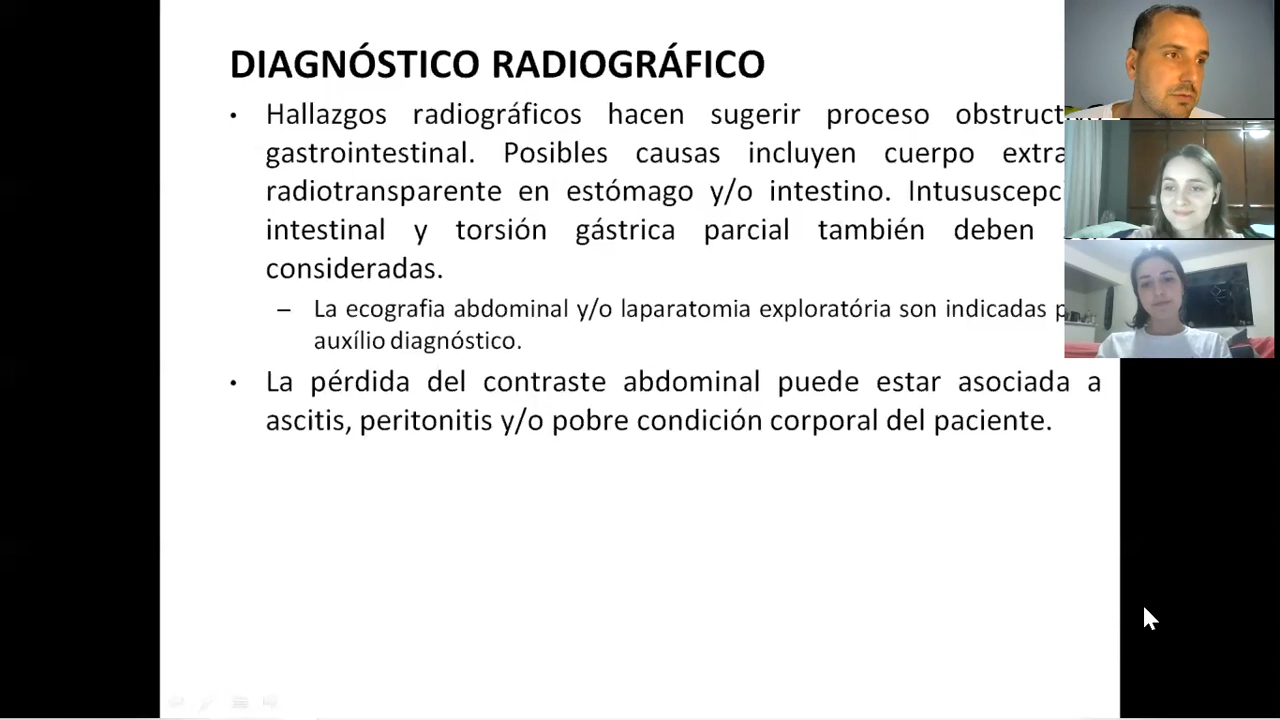 DIAGNÓSTICO RADIOGRÁFICO
• Hallazgos radiográficos hacen sugerir proceso
gastrointestinal. Posibles causas incluyen cuerpo
radiotransparente en estómago y/o intestino.
intestinal y torsión gástrica parcial también deben
consideradas.
– La ecografia abdominal y/o laparatomia exploratória son indicadas
auxílio diagnóstico.
• La pérdida del contraste abdominal puede estar asociada a
ascitis, peritonitis y/o pobre condición corporal del paciente.